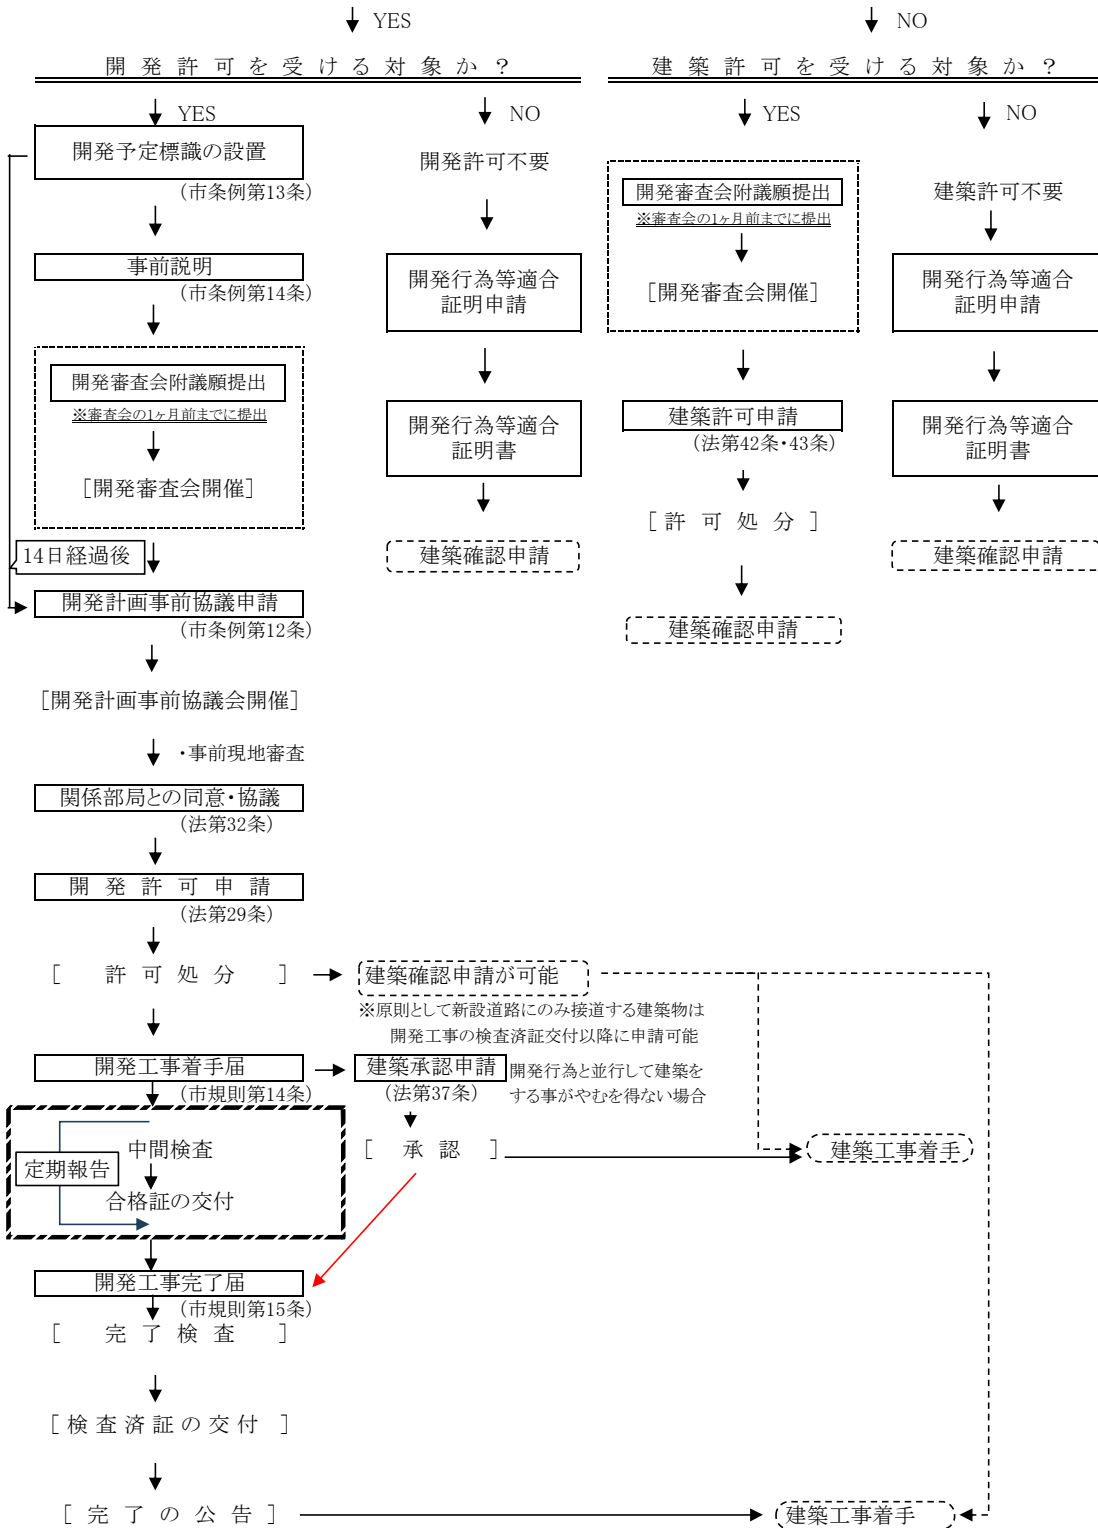 YES
NO
開発許可を受ける対象か？
建築許可を受ける対象か？
YES
NO
YES
NO
開発予定標識の設置
(市条例第13条)
事前説明
(市条例第14条)
開発審査会附議願提出
※審査会の1ヶ月前までに提出
［開発審査会開催］
14日経過後
開発計画事前協議申請
(市条例第12条)
［開発計画事前協議会開催］
・事前現地審査
関係部局との同意・協議
(法第32条)
開発許可申請
(法第29条)
［ 許可処分 ］
建築確認申請が可能
※原則として新設道路にのみ接道する建築物は
開発工事の検査済証交付以降に申請可能
開発工事着手届
(市規則第14条)
建築承認申請
(法第37条)
開発行為と並行して建築を
する事がやむを得ない場合
定期報告
中間検査
合格証の交付
［ 承認 ］
建築工事着手
開発工事完了届
(市規則第15条)
［ 完了検査 ］
［検査済証の交付 ］
［完了の公告］
建築工事着手
開発許可不要
開発行為等適合
証明申請
開発行為等適合
証明書
建築確認申請
開発審査会附議願提出
※審査会の1ヶ月前までに提出
［開発審査会開催］
建築許可申請
(法第42条・43条)
［許可処分］
建築確認申請
建築許可不要
開発行為等適合
証明申請
開発行為等適合
証明書
建築確認申請